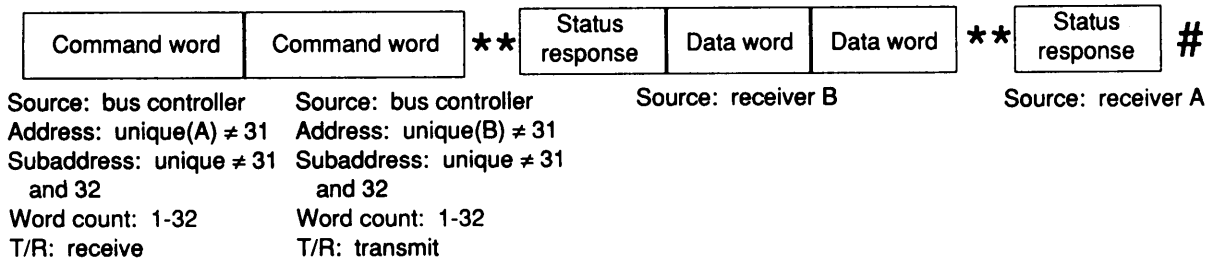 Command word
Command word
**
Status
response
Data word
Data word
**
Status
response
#
Source: bus controller
Address: unique(A) ≠ 31
Subaddress: unique ≠ 31
and 32
Word count: 1-32
T/R: receive
Source: bus controller
Address: unique(B) ≠ 31
Subaddress: unique ≠ 31
and 32
Word count: 1-32
T/R: transmit
Source: receiver B
Source: receiver A